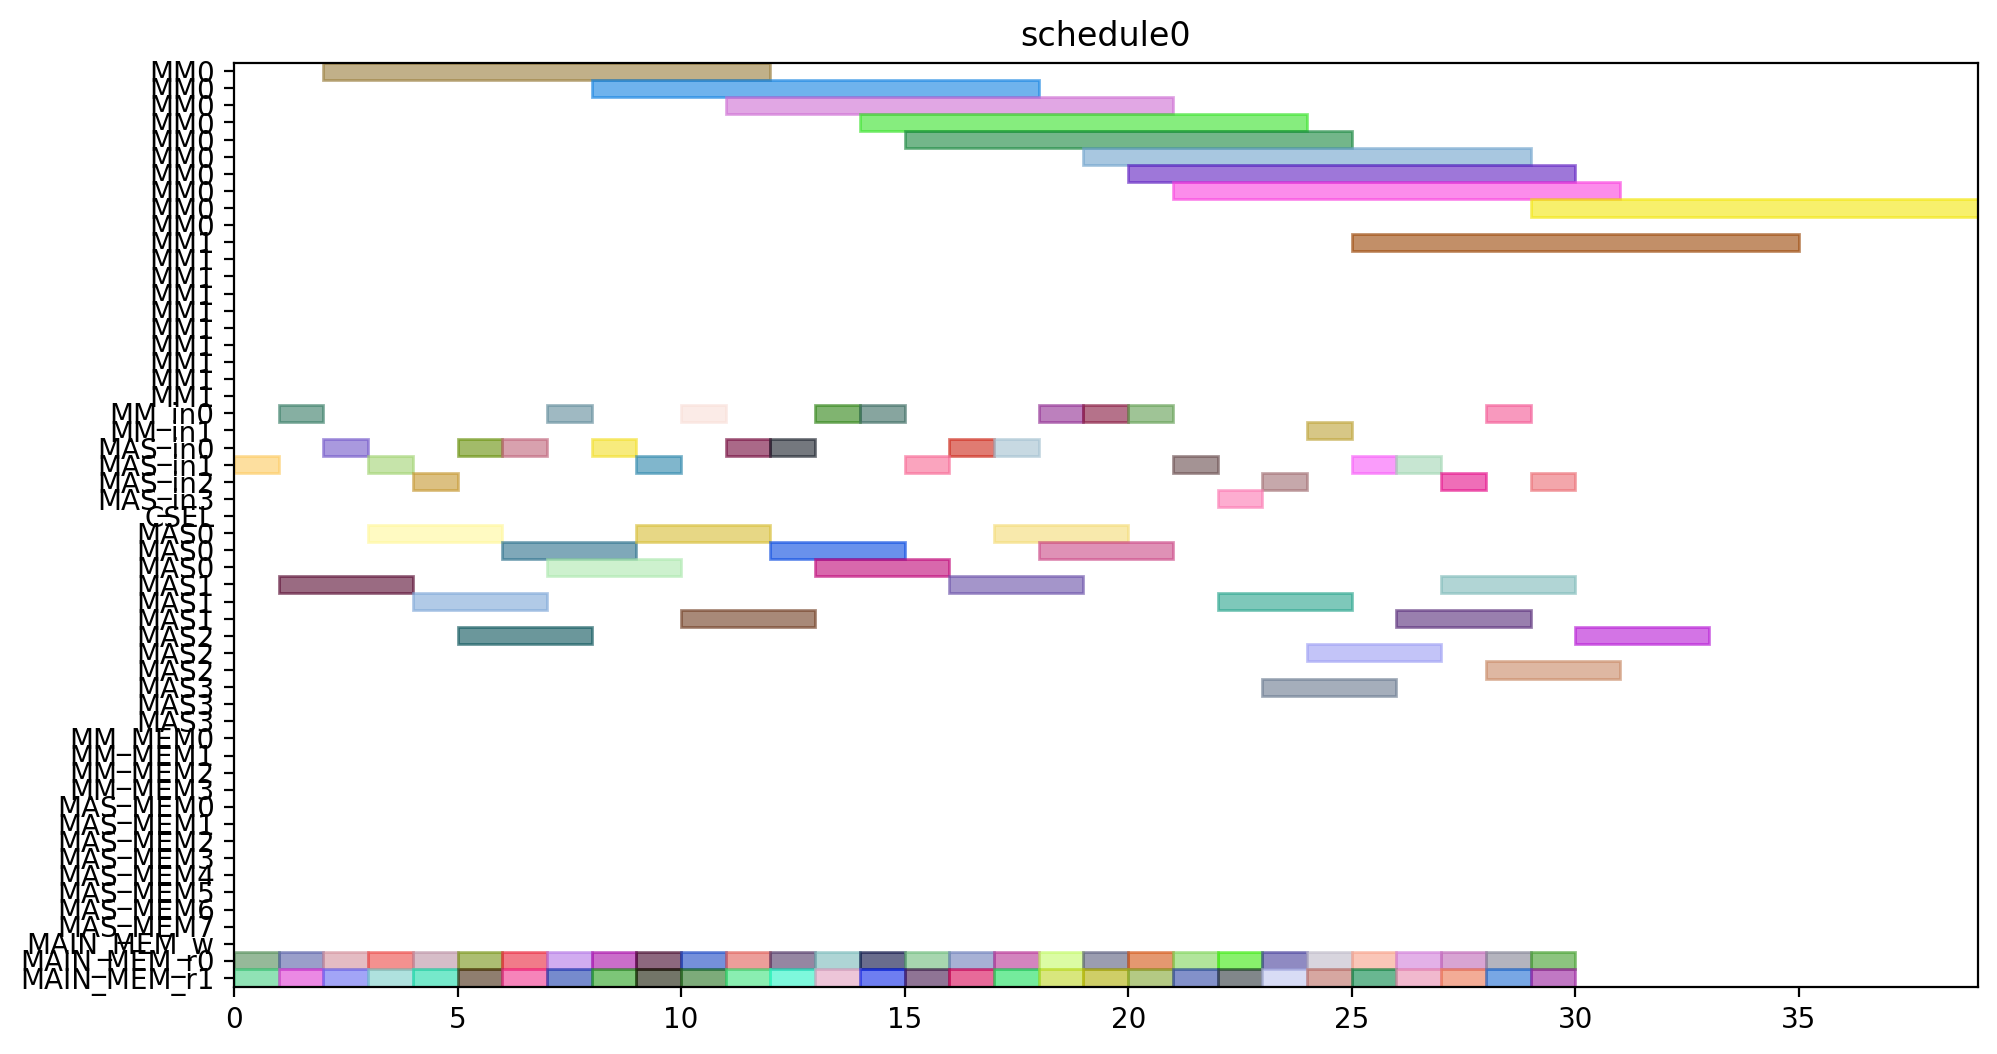 schedule0
MM0
MM0
MM0
MM0
MM0
MM0
MM0
MM0
MM0
MM0
MM1
MM1
MM1
MM1
MM1
MM1
MM1
MM1
MM1
MM1
MM_in0
MM_in1
MAS_in0
MAS_in1
MAS_in2
MAS_in3
CSEL
MAS0
MAS0
MAS0
MAS1
MAS1
MAS1
MAS2
MAS2
MAS2
MAS3
MAS3
MAS3
MM_MEM0
MM_MEM1
MM_MEM2
MM_MEM3
MAS_MEM0
MAS_MEM1
MAS_MEM2
MAS_MEM3
MAS_MEM4
MAS_MEM5
MAS_MEM6
MAS_MEM7
MAIN_MEM_w
MAIN_MEM_r0
MAIN_MEM_r1
0 5 10 15 20 25 30 35